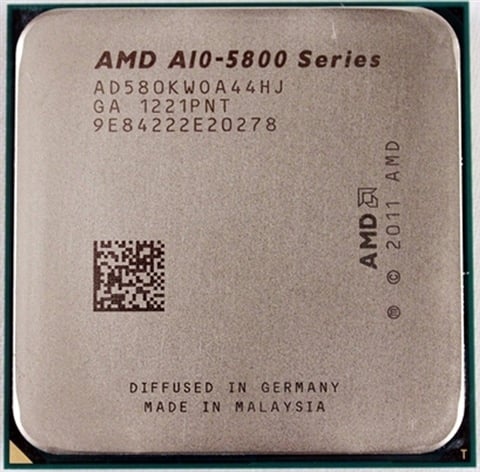 AMD A10-5800 Series
AD580KWOA44HJ
GA 1221PNT
9E84222E20278
AMD
® © 2011 AMD
DIFFUSED IN GERMANY
MADE IN MALAYSIA
T